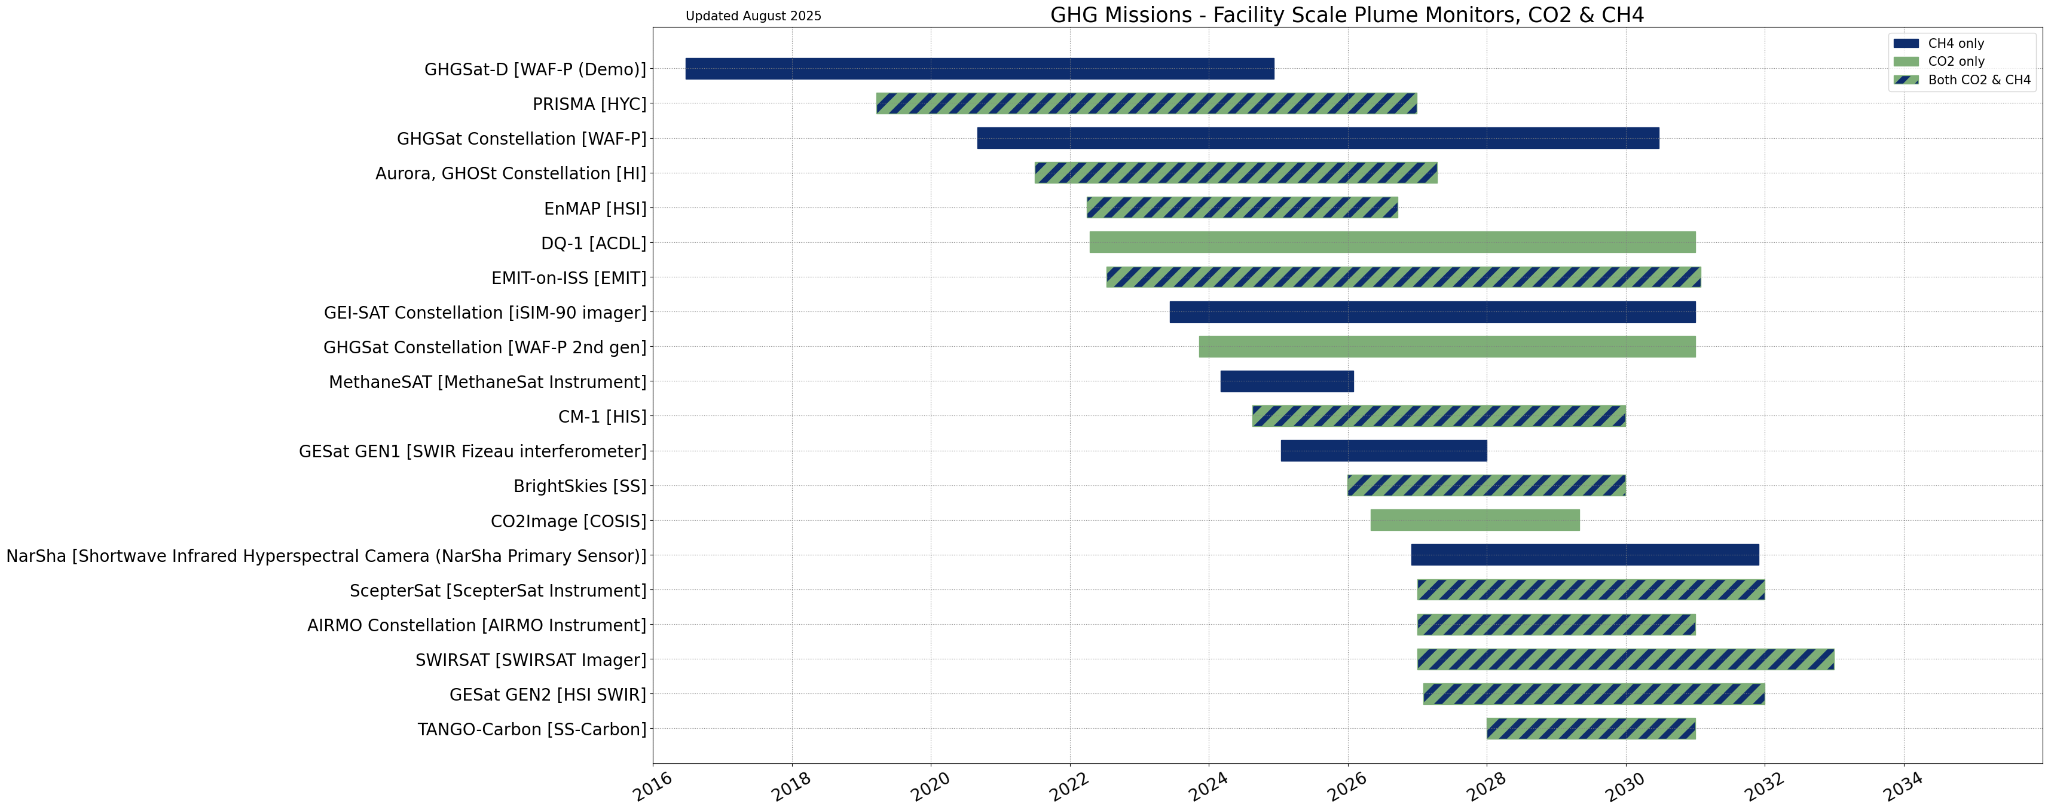 Updated August 2025
GHG Missions - Facility Scale Plume Monitors, CO2 & CH4
CH4 only
CO2 only
Both CO2 & CH4
GHGSat-D [WAF-P (Demo)]
PRISMA [HYC]
GHGSat Constellation [WAF-P]
Aurora, GHOSt Constellation [HI]
EnMAP [HSI]
DQ-1 [ACDL]
EMIT-on-ISS [EMIT]
GEI-SAT Constellation [iSIM-90 imager]
GHGSat Constellation [WAF-P 2nd gen]
MethaneSAT [MethaneSat Instrument]
CM-1 [HIS]
GESat GEN1 [SWIR Fizeau interferometer]
BrightSkies [SS]
CO2Image [COSIS]
NarSha [Shortwave Infrared Hyperspectral Camera (NarSha Primary Sensor)]
ScepterSat [ScepterSat Instrument]
AIRMO Constellation [AIRMO Instrument]
SWIRSAT [SWIRSAT Imager]
GESat GEN2 [HSI SWIR]
TANGO-Carbon [SS-Carbon]
2016 2018 2020 2022 2024 2026 2028 2030 2032 2034